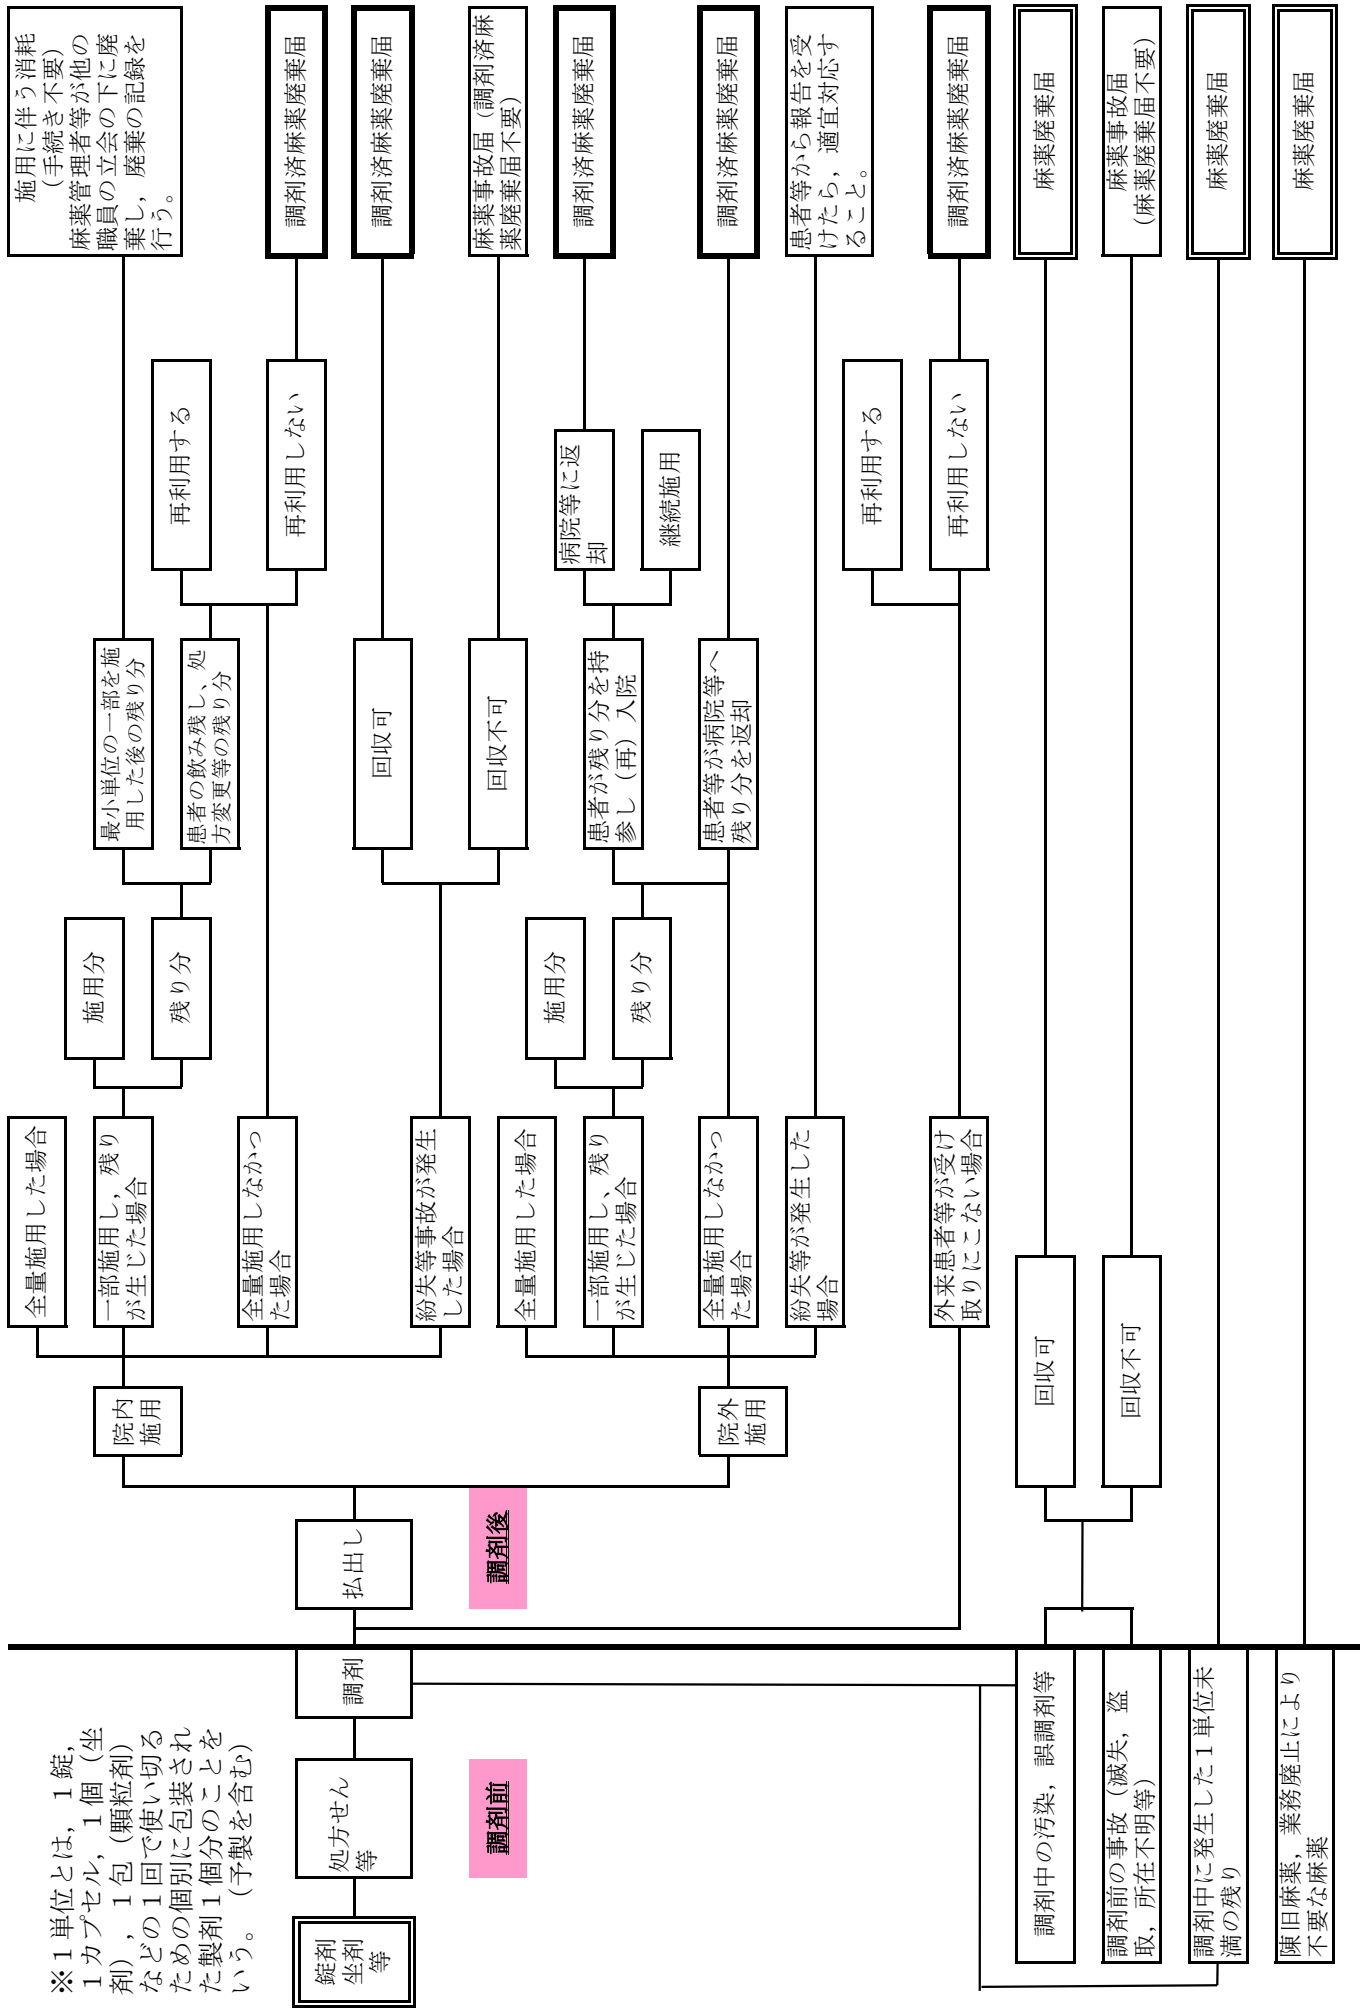 ※１単位とは，１錠，
１カプセル，１個（坐
剤），１包（顆粒剤）
などの１回で使い切る
ための個別に包装され
た製剤１個分のことを
いう。（予製を含む）
錠剤
坐剤
等
処方せん
等
調剤
払出し
調剤前
調剤後
院内
施用
全量施用した場合
一部施用し，残り
が生じた場合
施用分
残り分
最小単位の一部を施
用した後の残り分
施用に伴う消耗
（手続き不要）
麻薬管理者等が他の
職員の立会の下に廃
棄し，廃棄の記録を
行う。
患者の飲み残し、処
方変更等の残り分
再利用する
再利用しない
調剤済麻薬廃棄届
全量施用しなかっ
た場合
紛失等事故が発生
した場合
回収可
調剤済麻薬廃棄届
回収不可
麻薬事故届（調剤済麻
薬廃棄届不要）
院外
施用
全量施用した場合
一部施用し、残り
が生じた場合
施用分
残り分
患者が残り分を持
参し（再）入院
病院等に返
却
調剤済麻薬廃棄届
継続施用
全量施用しなかっ
た場合
患者等が病院等へ
残り分を返却
調剤済麻薬廃棄届
紛失等が発生した
場合
患者等から報告を受
けたら，適宜対応す
ること。
外来患者等が受け
取りにこない場合
再利用する
再利用しない
調剤済麻薬廃棄届
調剤中の汚染，誤調剤等
回収可
麻薬廃棄届
調剤前の事故（滅失，盗
取，所在不明等）
回収不可
麻薬事故届
（麻薬廃棄届不要）
調剤中に発生した１単位未
満の残り
麻薬廃棄届
陳旧麻薬，業務廃止により
不要な麻薬
麻薬廃棄届